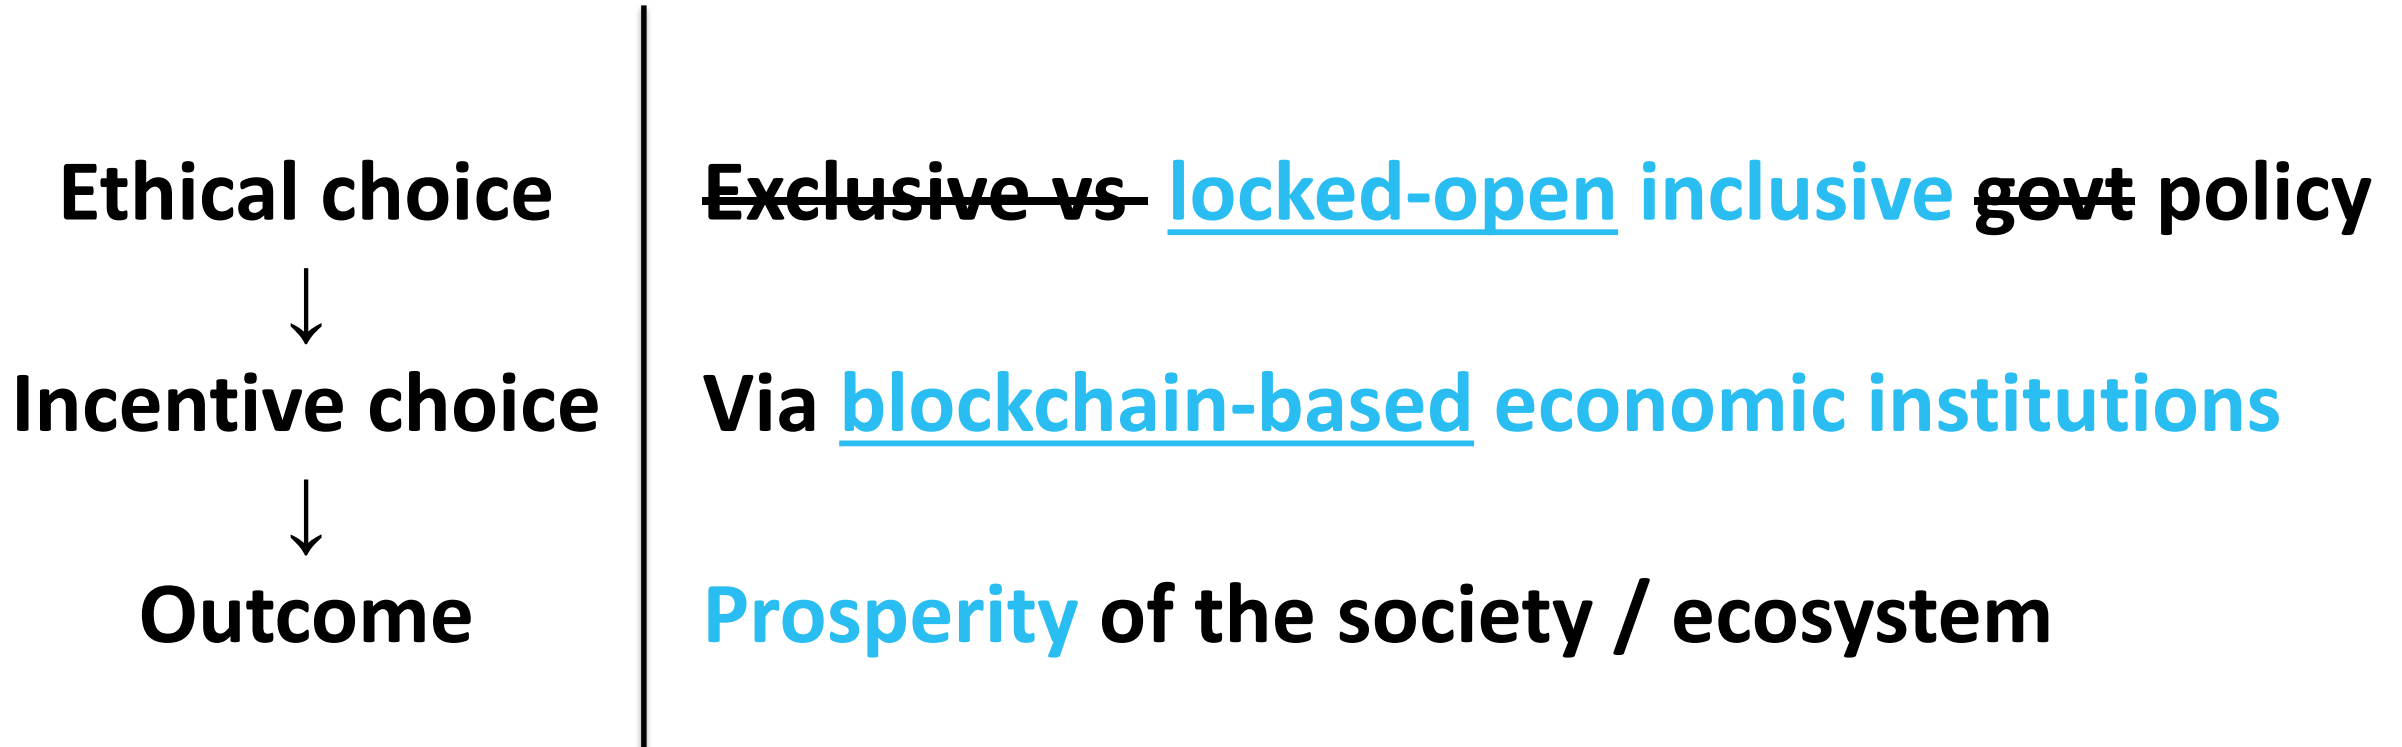 Ethical choice
Exclusive vs locked-open inclusive govt policy
↓
Incentive choice
Via blockchain-based economic institutions
↓
Outcome
Prosperity of the society / ecosystem